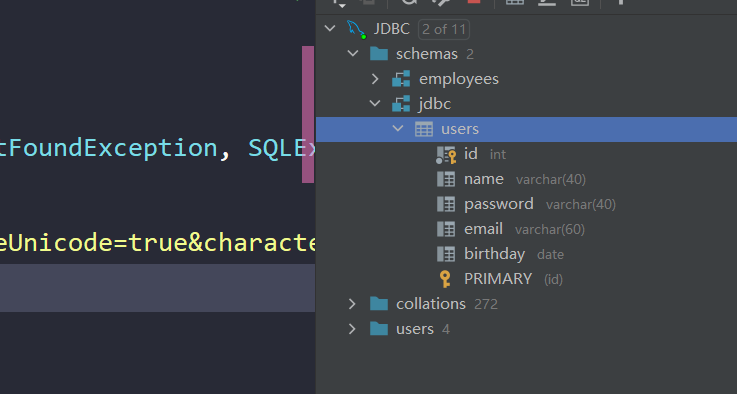 JDBC 2 of 11
schemas 2
employees
jdbc
users
tFoundException, SQLEx
id int
name varchar(40)
password varchar(40)
email varchar(60)
eUnicode=true&characte
birthday date
PRIMARY (id)
collations 272
users 4